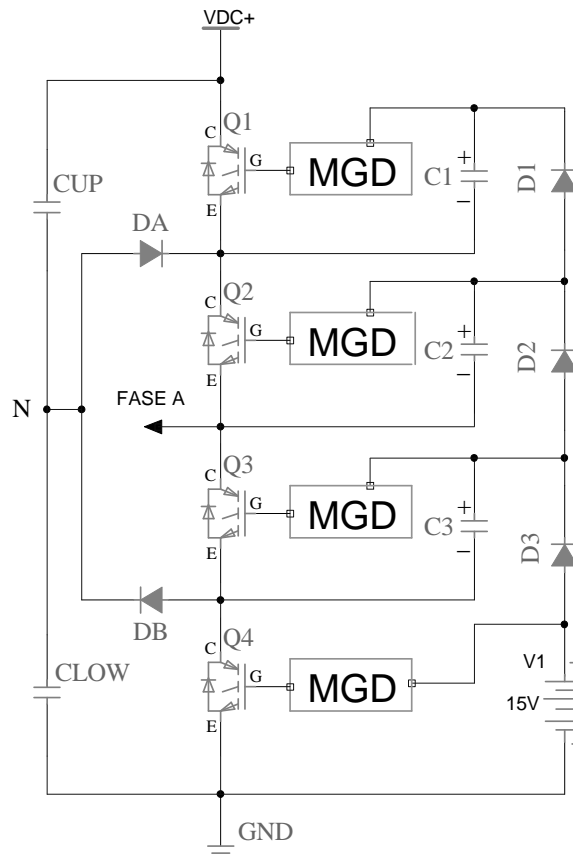 VDC+
C
Q1
G
MGD
+
C1
−
D1
E
CUP
DA
C
Q2
G
MGD
+
C2
−
D2
E
N
FASE A
C
Q3
G
MGD
+
C3
−
D3
E
DB
C
Q4
CLOW
G
MGD
V1
15V
E
GND